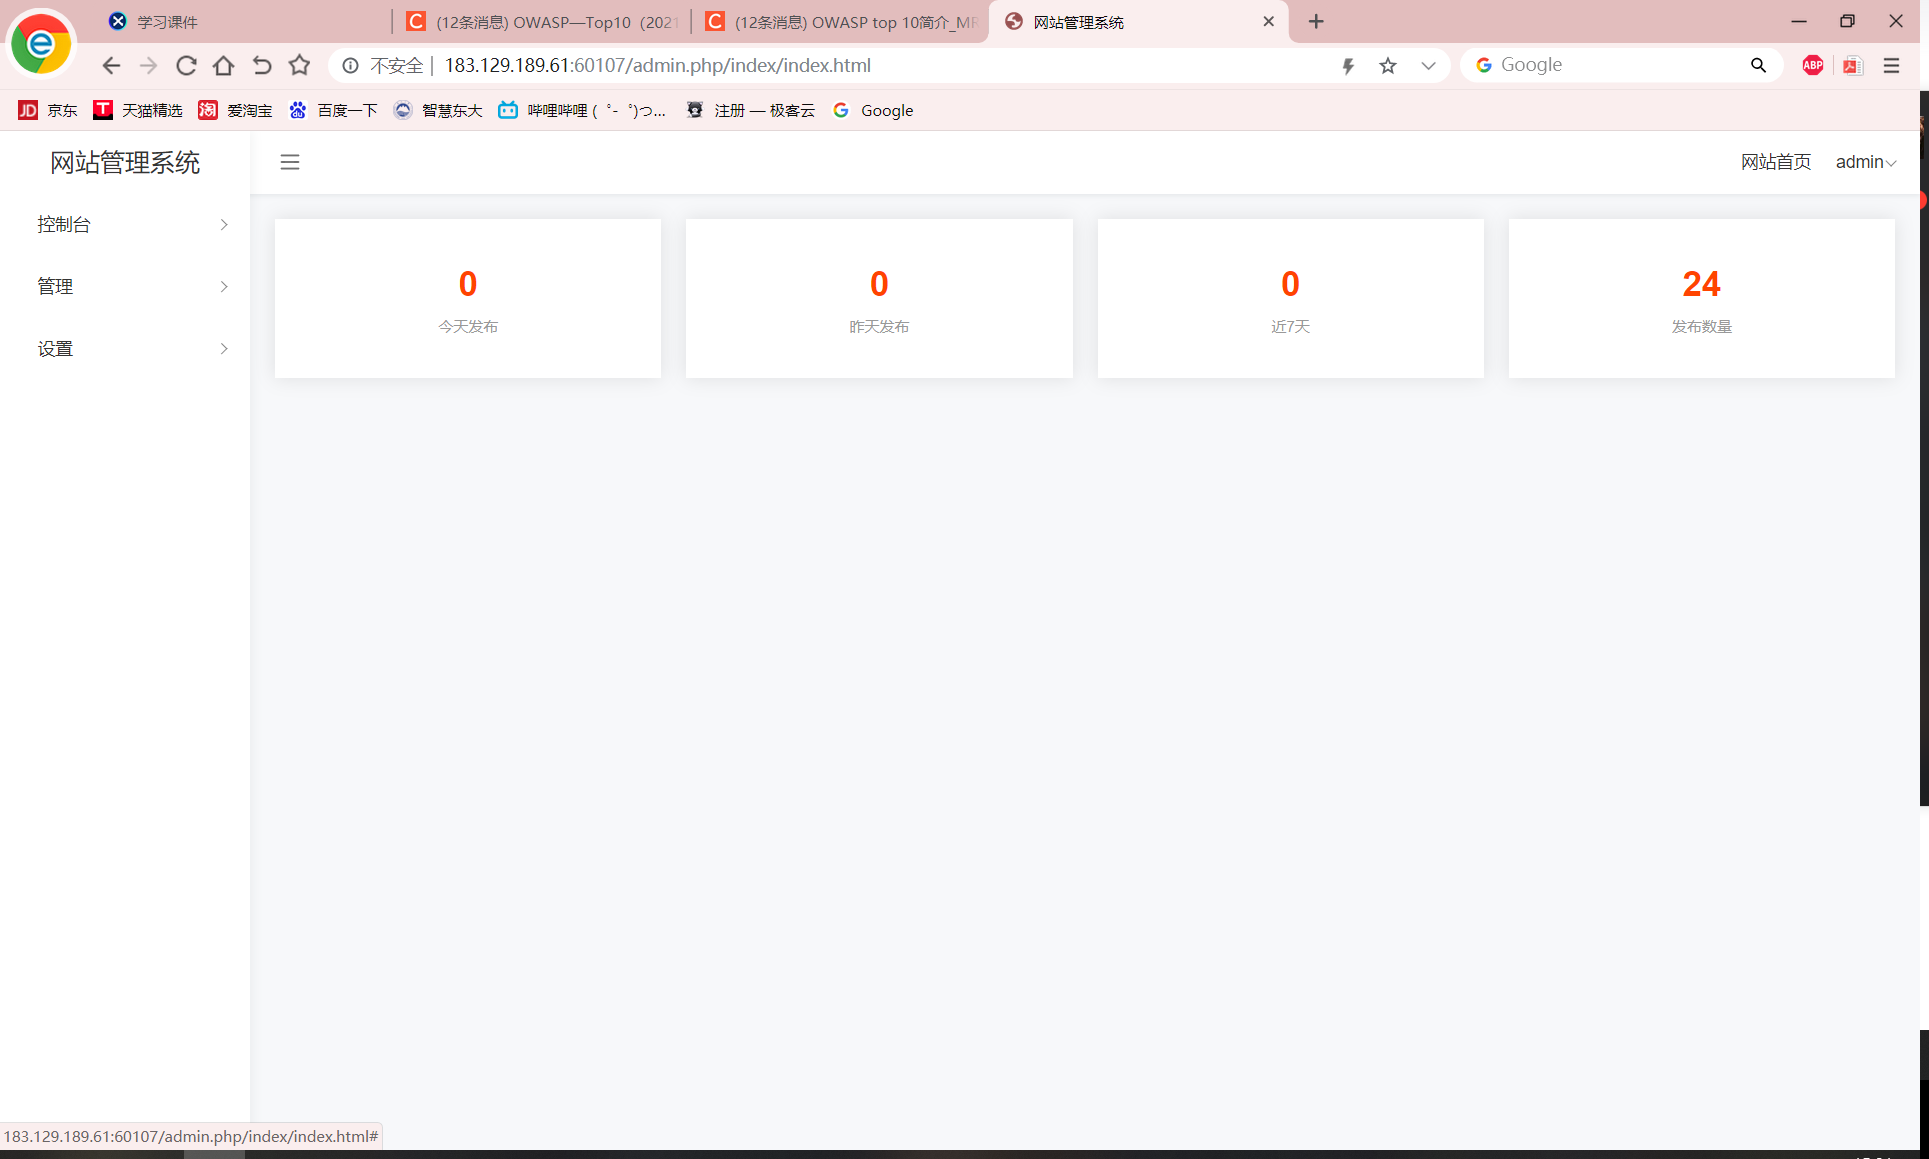 学习课件
(12条消息) OWASP—Top10（2021
(12条消息) OWASP top 10简介_MR
网站管理系统
不安全 183.129.189.61:60107/admin.php/index/index.html
Google
ABP
京东
天猫精选
爱淘宝
百度一下
智慧东大
哔哩哔哩 ( ゜- ゜)つ...
注册 — 极客云
Google
网站管理系统
网站首页
admin
控制台
管理
设置
0
今天发布
0
昨天发布
0
近7天
24
发布数量
183.129.189.61:60107/admin.php/index/index.html#